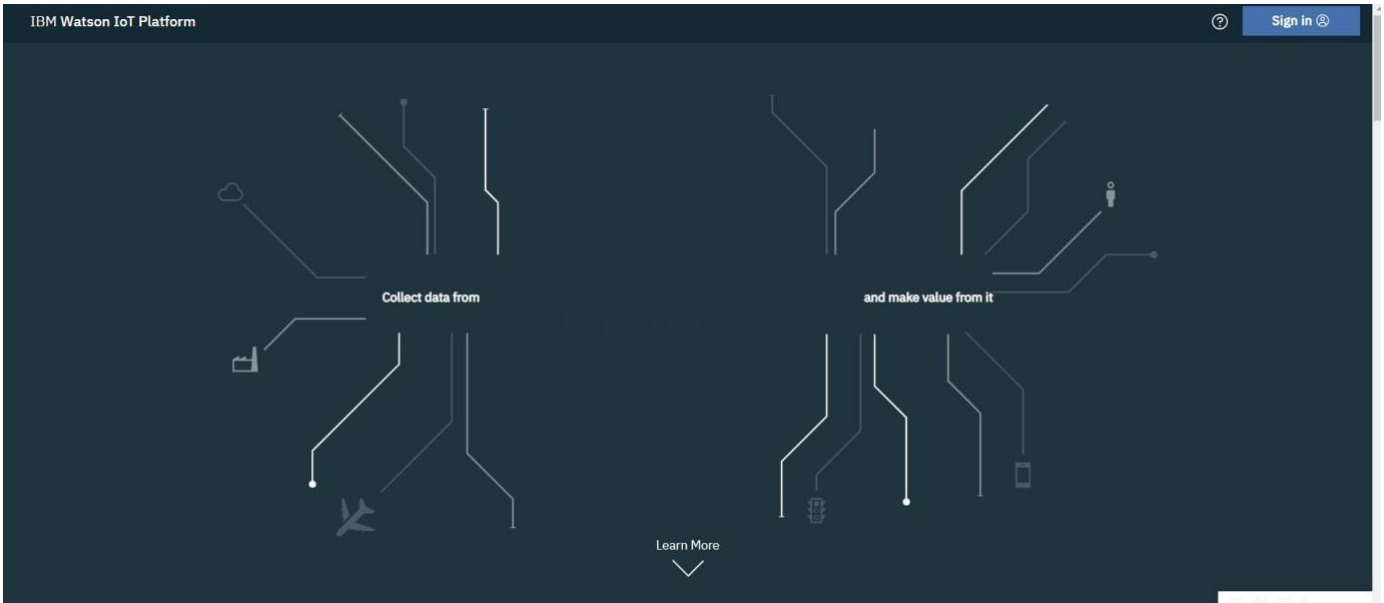 IBM Watson IoT Platform
Sign in
Collect data from
and make value from it
Learn More